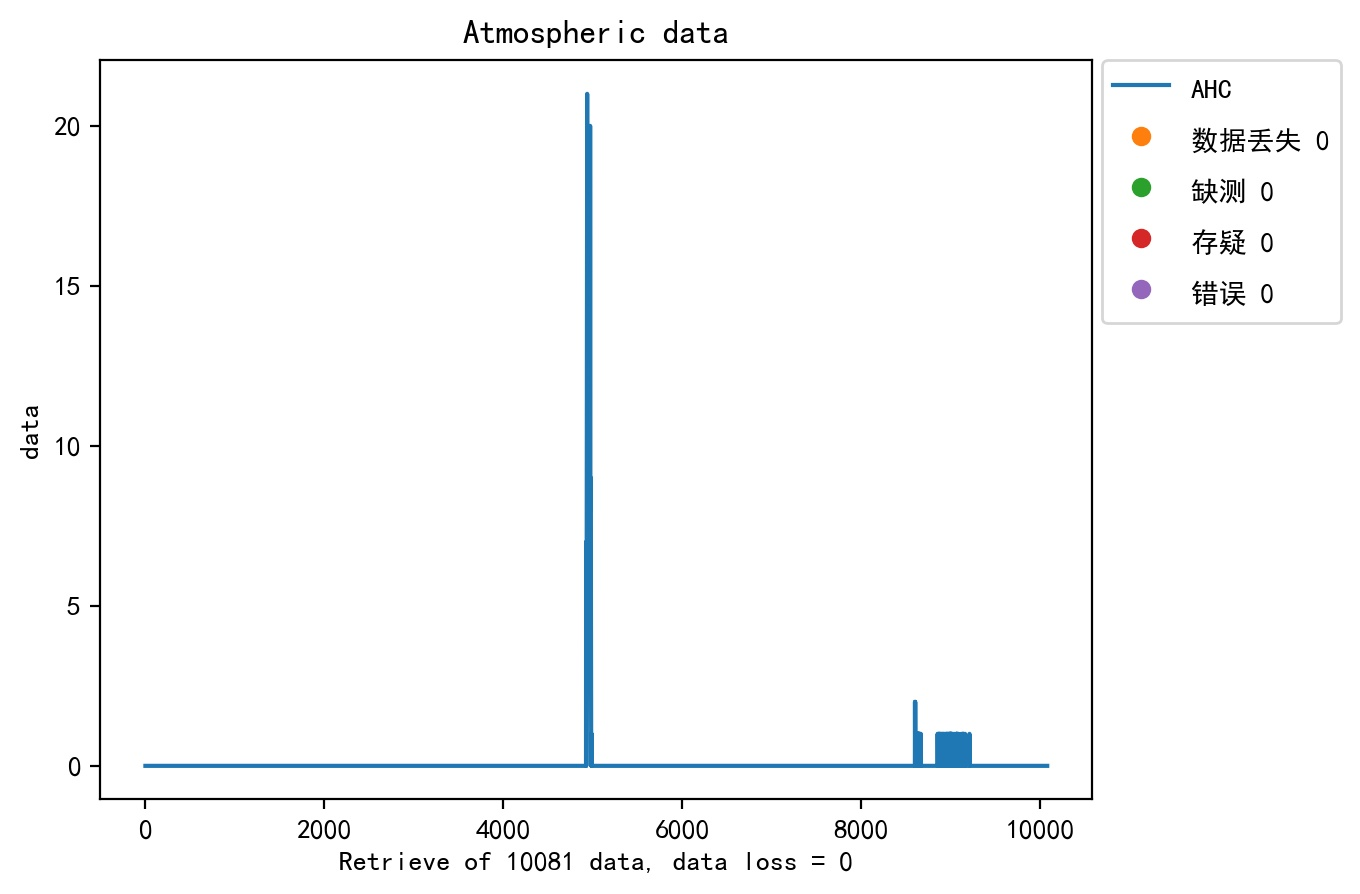 Atmospheric data
AHC
数据丢失 0
缺测 0
存疑 0
错误 0
20
15
10
5
0
data
0 2000 4000 6000 8000 10000
Retrieve of 10081 data, data loss = 0